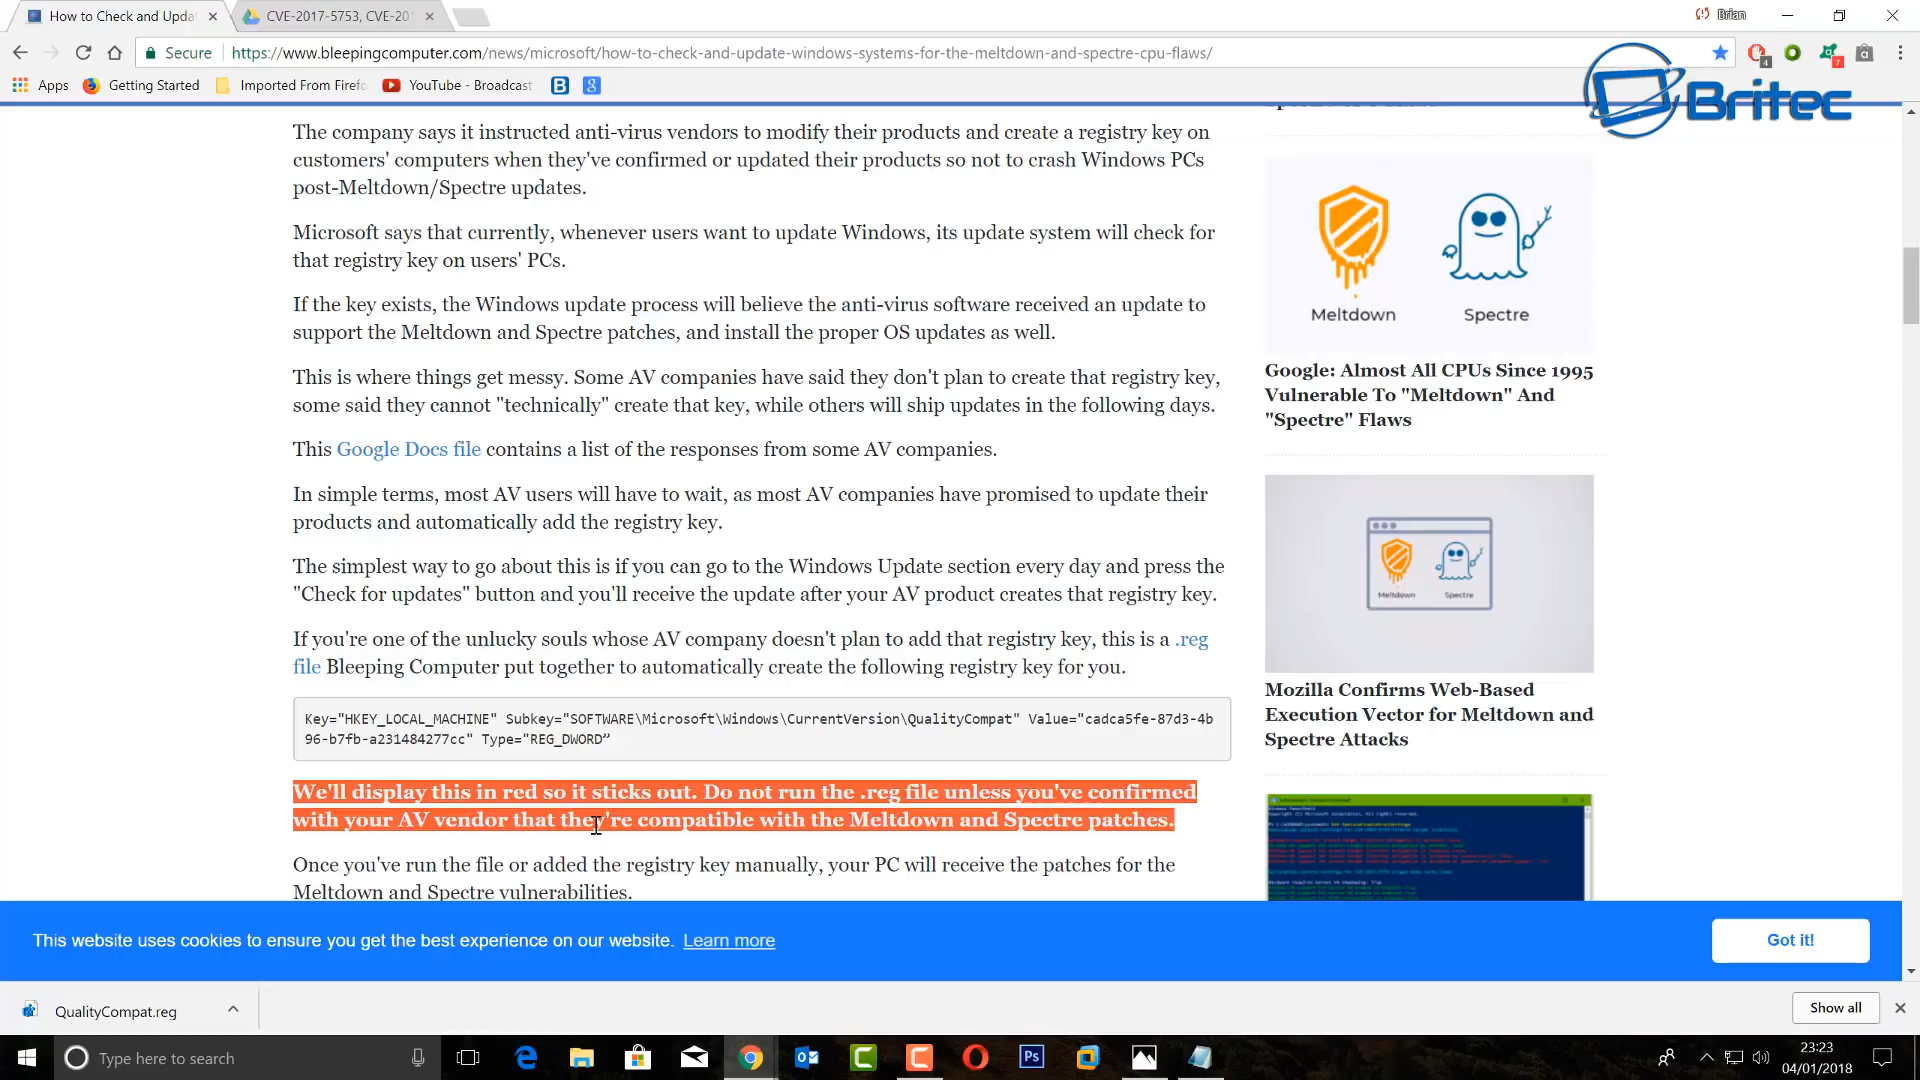 How to Check and Upda
CVE-2017-5753, CVE-201
Brian
Secure
https://www.bleepingcomputer.com/news/microsoft/how-to-check-and-update-windows-systems-for-the-meltdown-and-spectre-cpu-flaws/
4
7
Apps
Getting Started
Imported From Firefo
YouTube - Broadcast
B
g
Britec
The company says it instructed anti-virus vendors to modify their products and create a registry key on
customers' computers when they've confirmed or updated their products so not to crash Windows PCs
post-Meltdown/Spectre updates.
Microsoft says that currently, whenever users want to update Windows, its update system will check for
that registry key on users' PCs.
If the key exists, the Windows update process will believe the anti-virus software received an update to
support the Meltdown and Spectre patches, and install the proper OS updates as well.
This is where things get messy. Some AV companies have said they don't plan to create that registry key,
some said they cannot "technically" create that key, while others will ship updates in the following days.
This Google Docs file contains a list of the responses from some AV companies.
In simple terms, most AV users will have to wait, as most AV companies have promised to update their
products and automatically add the registry key.
The simplest way to go about this is if you can go to the Windows Update section every day and press the
"Check for updates" button and you'll receive the update after your AV product creates that registry key.
If you're one of the unlucky souls whose AV company doesn't plan to add that registry key, this is a .reg
file Bleeping Computer put together to automatically create the following registry key for you.
Key="HKEY_LOCAL_MACHINE" Subkey="SOFTWARE\Microsoft\Windows\CurrentVersion\QualityCompat" Value="cadca5fe-87d3-4b
96-b7fb-a231484277cc" Type="REG_DWORD”
We'll display this in red so it sticks out. Do not run the .reg file unless you've confirmed
with your AV vendor that they're compatible with the Meltdown and Spectre patches.
Once you've run the file or added the registry key manually, your PC will receive the patches for the
Meltdown and Spectre vulnerabilities.
Meltdown
Spectre
Google: Almost All CPUs Since 1995
Vulnerable To "Meltdown" And
"Spectre" Flaws
Meltdown
Spectre
Mozilla Confirms Web-Based
Execution Vector for Meltdown and
Spectre Attacks
This website uses cookies to ensure you get the best experience on our website. Learn more
Got it!
QualityCompat.reg
Show all
Type here to search
Ps
23:23
04/01/2018